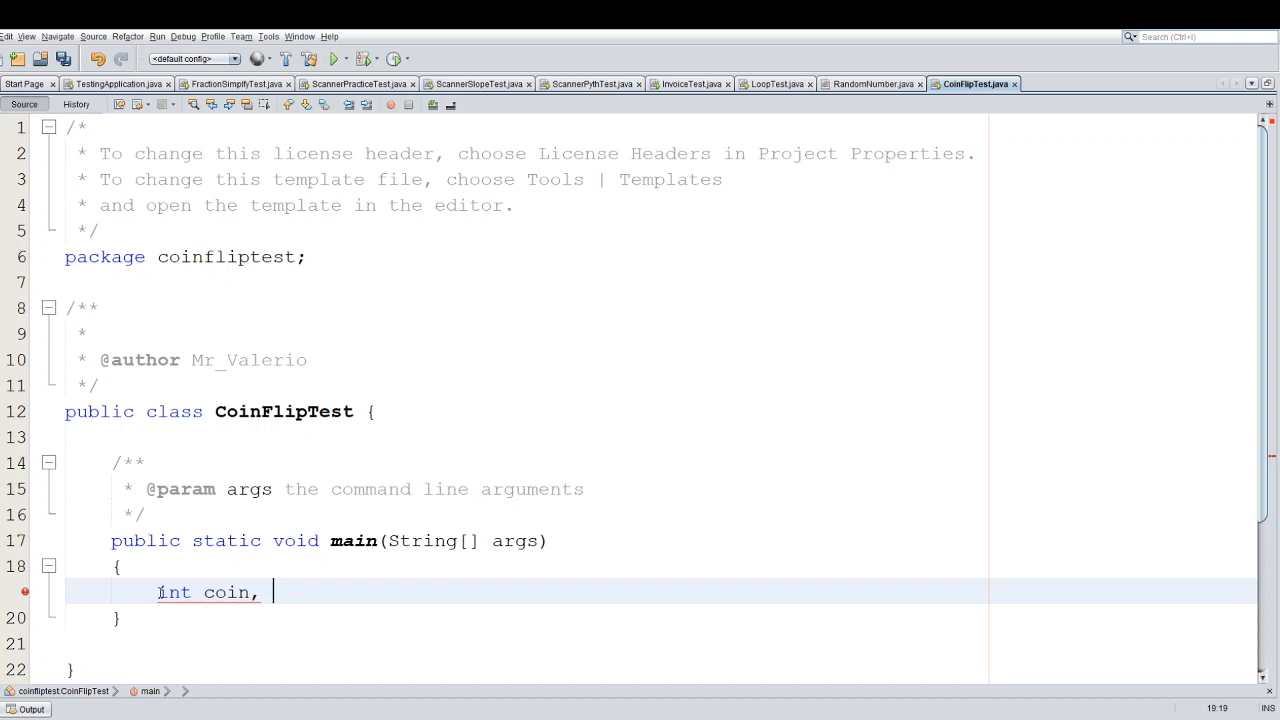 Edit View Navigate Source Refactor Run Debug Profile Team Tools Window Help
Search (Ctrl+I)
<default config>
Start Page TestingApplication.java FractionSimplifyTest.java ScannerPracticeTest.java ScannerSlopeTest.java ScannerPythTest.java InvoiceTest.java LoopTest.java RandomNumber.java CoinFlipTest.java
Source History
1 /*
2 * To change this license header, choose License Headers in Project Properties.
3 * To change this template file, choose Tools | Templates
4 * and open the template in the editor.
5 */
6 package coinfliptest;
7
8 /**
9 *
10 * @author Mr_Valerio
11 */
12 public class CoinFlipTest {
13
14 /**
15 * @param args the command line arguments
16 */
17 public static void main(String[] args)
18 {
int coin,
20 }
21
22 }
coinfliptest.CoinFlipTest main
Output 19:19 INS